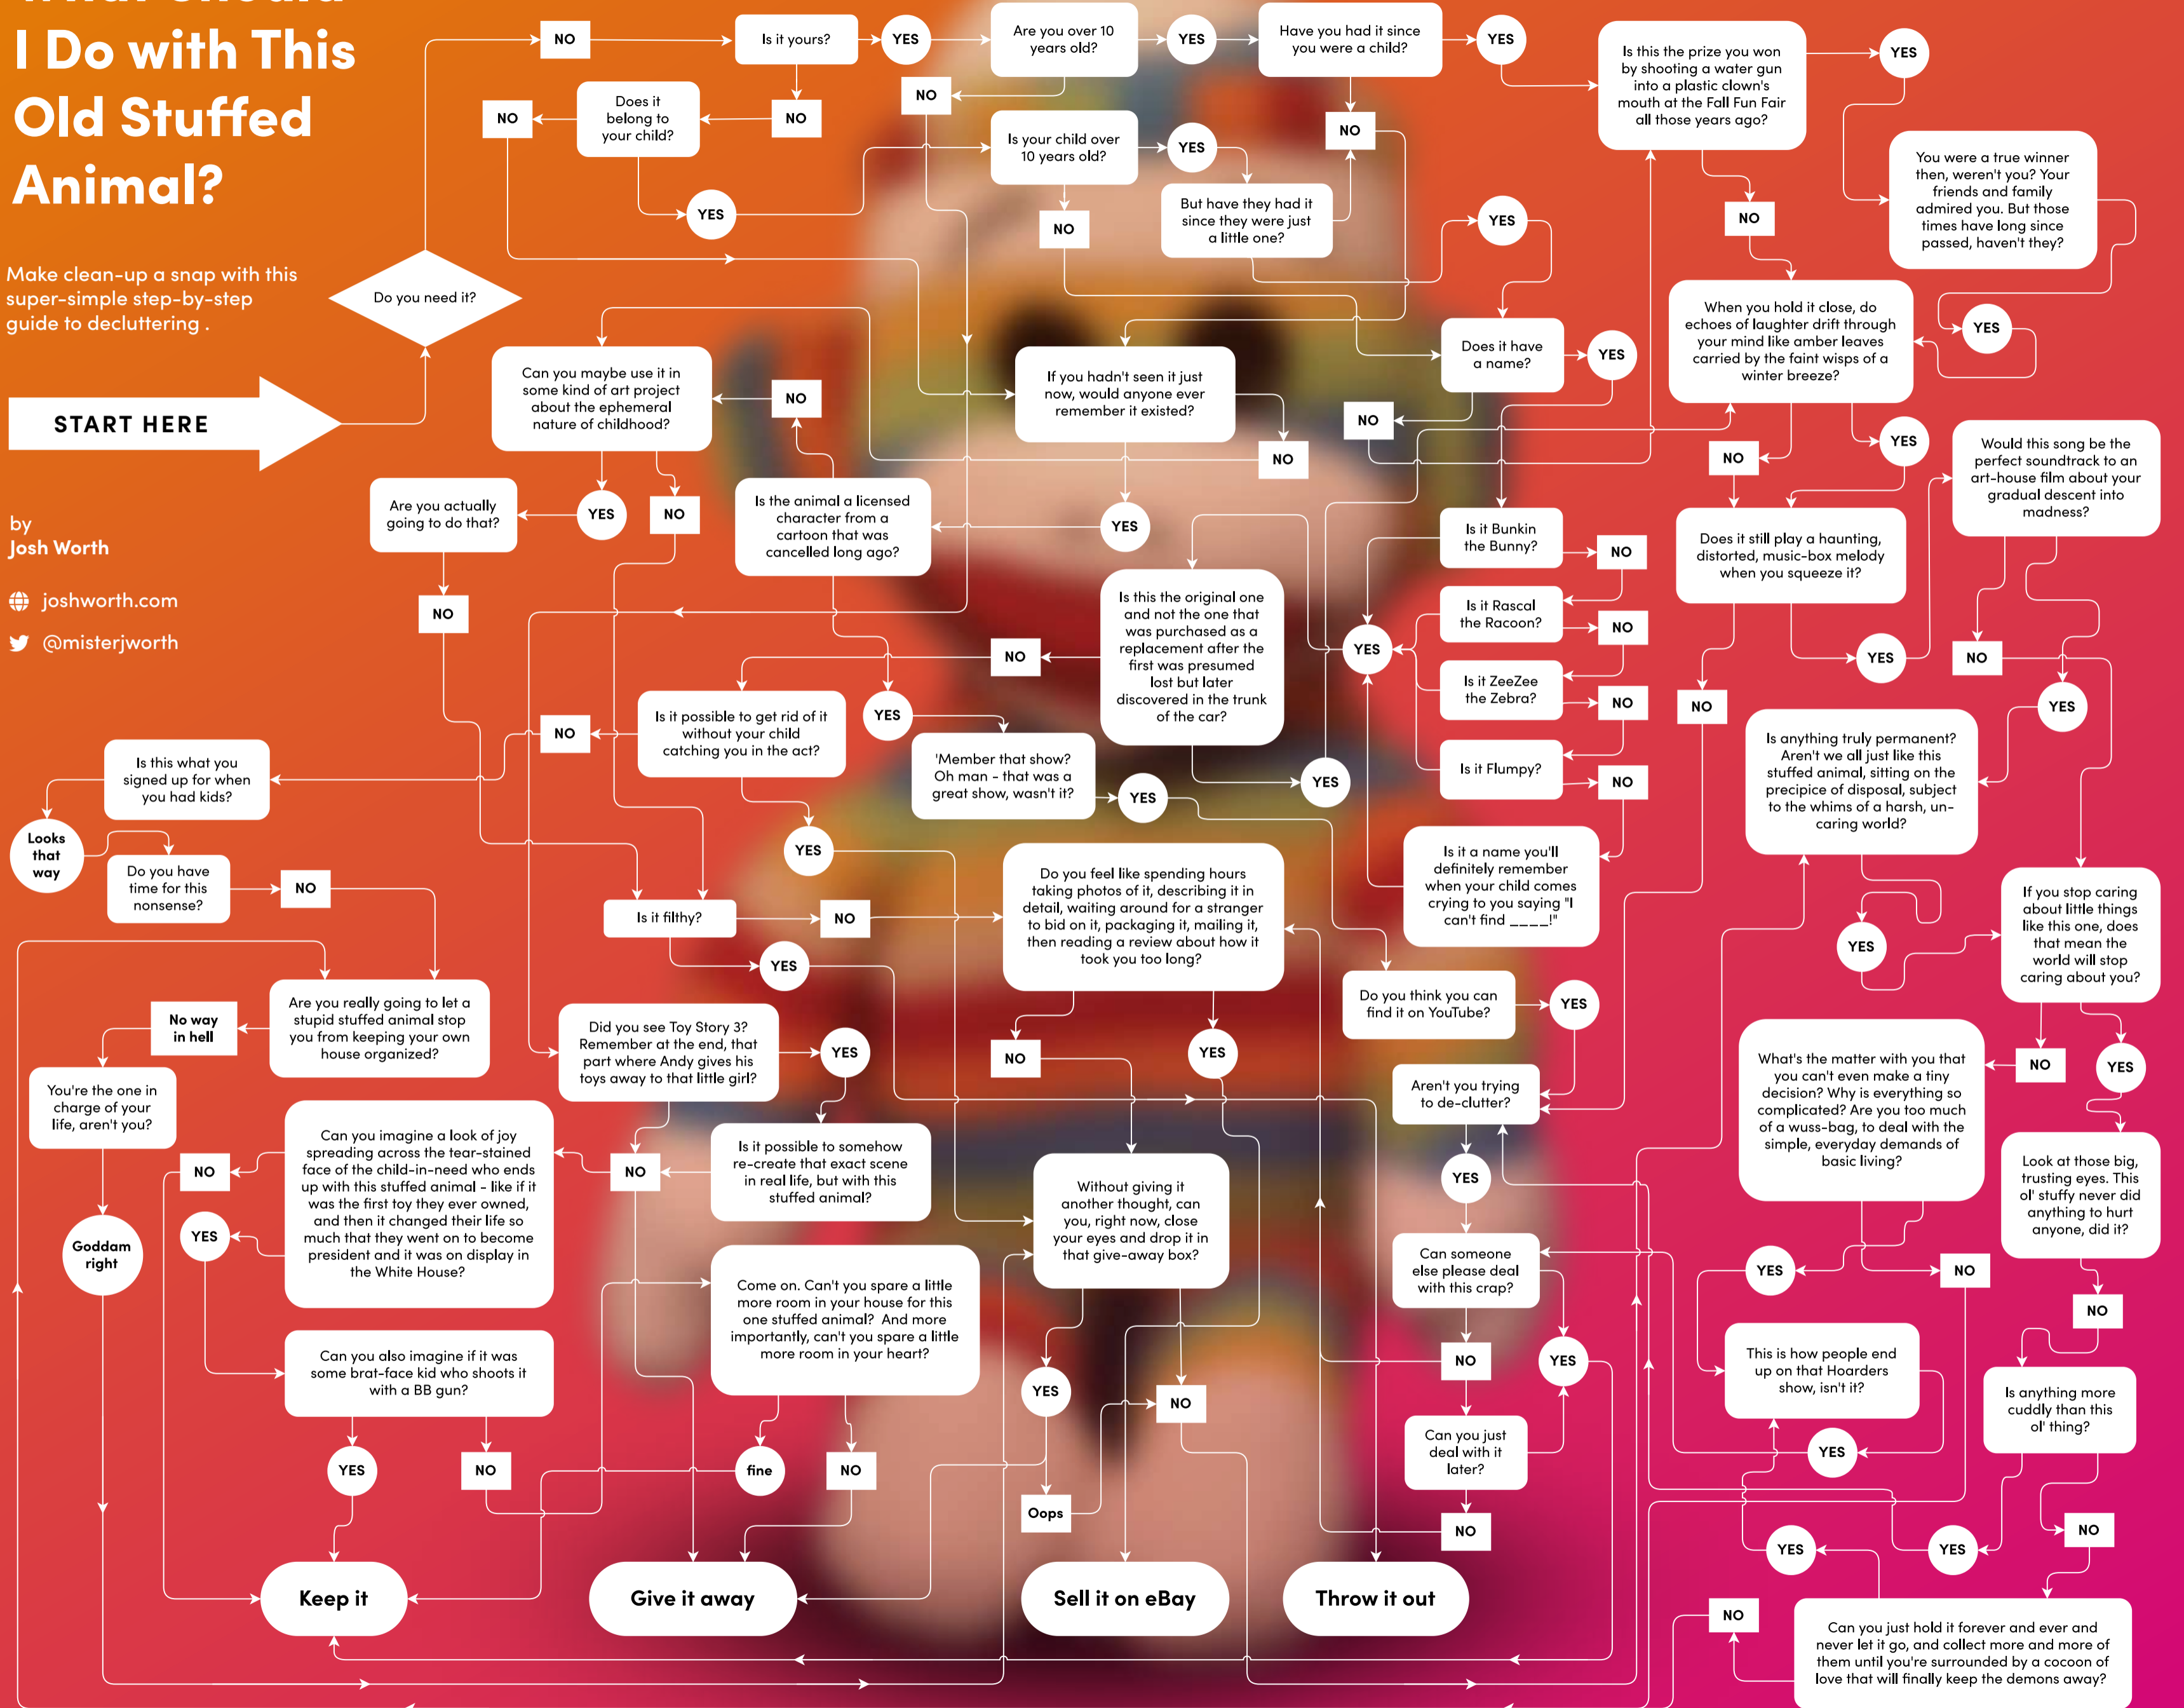 What Should
I Do with This
Old Stuffed
Animal?
Make clean-up a snap with this
super-simple step-by-step
guide to decluttering .
START HERE
by
Josh Worth
joshworth.com
@misterjworth
Do you need it?
NO
Is it yours?
YES
Are you over 10
years old?
YES
Have you had it since
you were a child?
YES
Is this the prize you won
by shooting a water gun
into a plastic clown's
mouth at the Fall Fun Fair
all those years ago?
YES
NO
Does it
belong to
your child?
NO
NO
Is your child over
10 years old?
YES
NO
YES
NO
But have they had it
since they were just
a little one?
YES
NO
You were a true winner
then, weren't you? Your
friends and family
admired you. But those
times have long since
passed, haven't they?
YES
When you hold it close, do
echoes of laughter drift through
your mind like amber leaves
carried by the faint wisps of a
winter breeze?
Does it have
a name?
YES
NO
Can you maybe use it in
some kind of art project
about the ephemeral
nature of childhood?
NO
If you hadn't seen it just
now, would anyone ever
remember it existed?
NO
NO
YES
Would this song be the
perfect soundtrack to an
art-house film about your
gradual descent into
madness?
Are you actually
going to do that?
YES
NO
Is the animal a licensed
character from a
cartoon that was
cancelled long ago?
YES
Is it Bunkin
the Bunny?
NO
Does it still play a haunting,
distorted, music-box melody
when you squeeze it?
NO
Is this the original one
and not the one that
was purchased as a
replacement after the
first was presumed
lost but later
discovered in the trunk
of the car?
NO
YES
Is it Rascal
the Racoon?
NO
YES
NO
Is it ZeeZee
the Zebra?
NO
NO
YES
Is it possible to get rid of it
without your child
catching you in the act?
NO
YES
'Member that show?
Oh man - that was a
great show, wasn't it?
YES
YES
Is it Flumpy?
NO
Is anything truly permanent?
Aren't we all just like this
stuffed animal, sitting on the
precipice of disposal, subject
to the whims of a harsh, un-
caring world?
Is this what you
signed up for when
you had kids?
Looks
that
way
Do you have
time for this
nonsense?
NO
YES
Is it a name you'll
definitely remember
when your child comes
crying to you saying "I
can't find ____!"
Do you feel like spending hours
taking photos of it, describing it in
detail, waiting around for a stranger
to bid on it, packaging it, mailing it,
then reading a review about how it
took you too long?
Is it filthy?
NO
YES
YES
If you stop caring
about little things
like this one, does
that mean the
world will stop
caring about you?
Are you really going to let a
stupid stuffed animal stop
you from keeping your own
house organized?
No way
in hell
Did you see Toy Story 3?
Remember at the end, that
part where Andy gives his
toys away to that little girl?
YES
NO
YES
Do you think you can
find it on YouTube?
YES
What's the matter with you that
you can't even make a tiny
decision? Why is everything so
complicated? Are you too much
of a wuss-bag, to deal with the
simple, everyday demands of
basic living?
NO
YES
You're the one in
charge of your
life, aren't you?
Aren't you trying
to de-clutter?
YES
Can you imagine a look of joy
spreading across the tear-stained
face of the child-in-need who ends
up with this stuffed animal - like if it
was the first toy they ever owned,
and then it changed their life so
much that they went on to become
president and it was on display in
the White House?
NO
YES
NO
Is it possible to somehow
re-create that exact scene
in real life, but with this
stuffed animal?
Without giving it
another thought, can
you, right now, close
your eyes and drop it in
that give-away box?
Look at those big,
trusting eyes. This
ol' stuffy never did
anything to hurt
anyone, did it?
Goddam
right
Come on. Can't you spare a little
more room in your house for this
one stuffed animal? And more
importantly, can't you spare a little
more room in your heart?
Can someone
else please deal
with this crap?
YES
NO
NO
Can you also imagine if it was
some brat-face kid who shoots it
with a BB gun?
NO
YES
This is how people end
up on that Hoarders
show, isn't it?
YES
NO
Is anything more
cuddly than this
ol' thing?
YES
NO
fine
NO
Can you just
deal with it
later?
YES
Oops
NO
NO
YES
YES
Keep it
Give it away
Sell it on eBay
Throw it out
NO
Can you just hold it forever and ever and
never let it go, and collect more and more of
them until you're surrounded by a cocoon of
love that will finally keep the demons away?